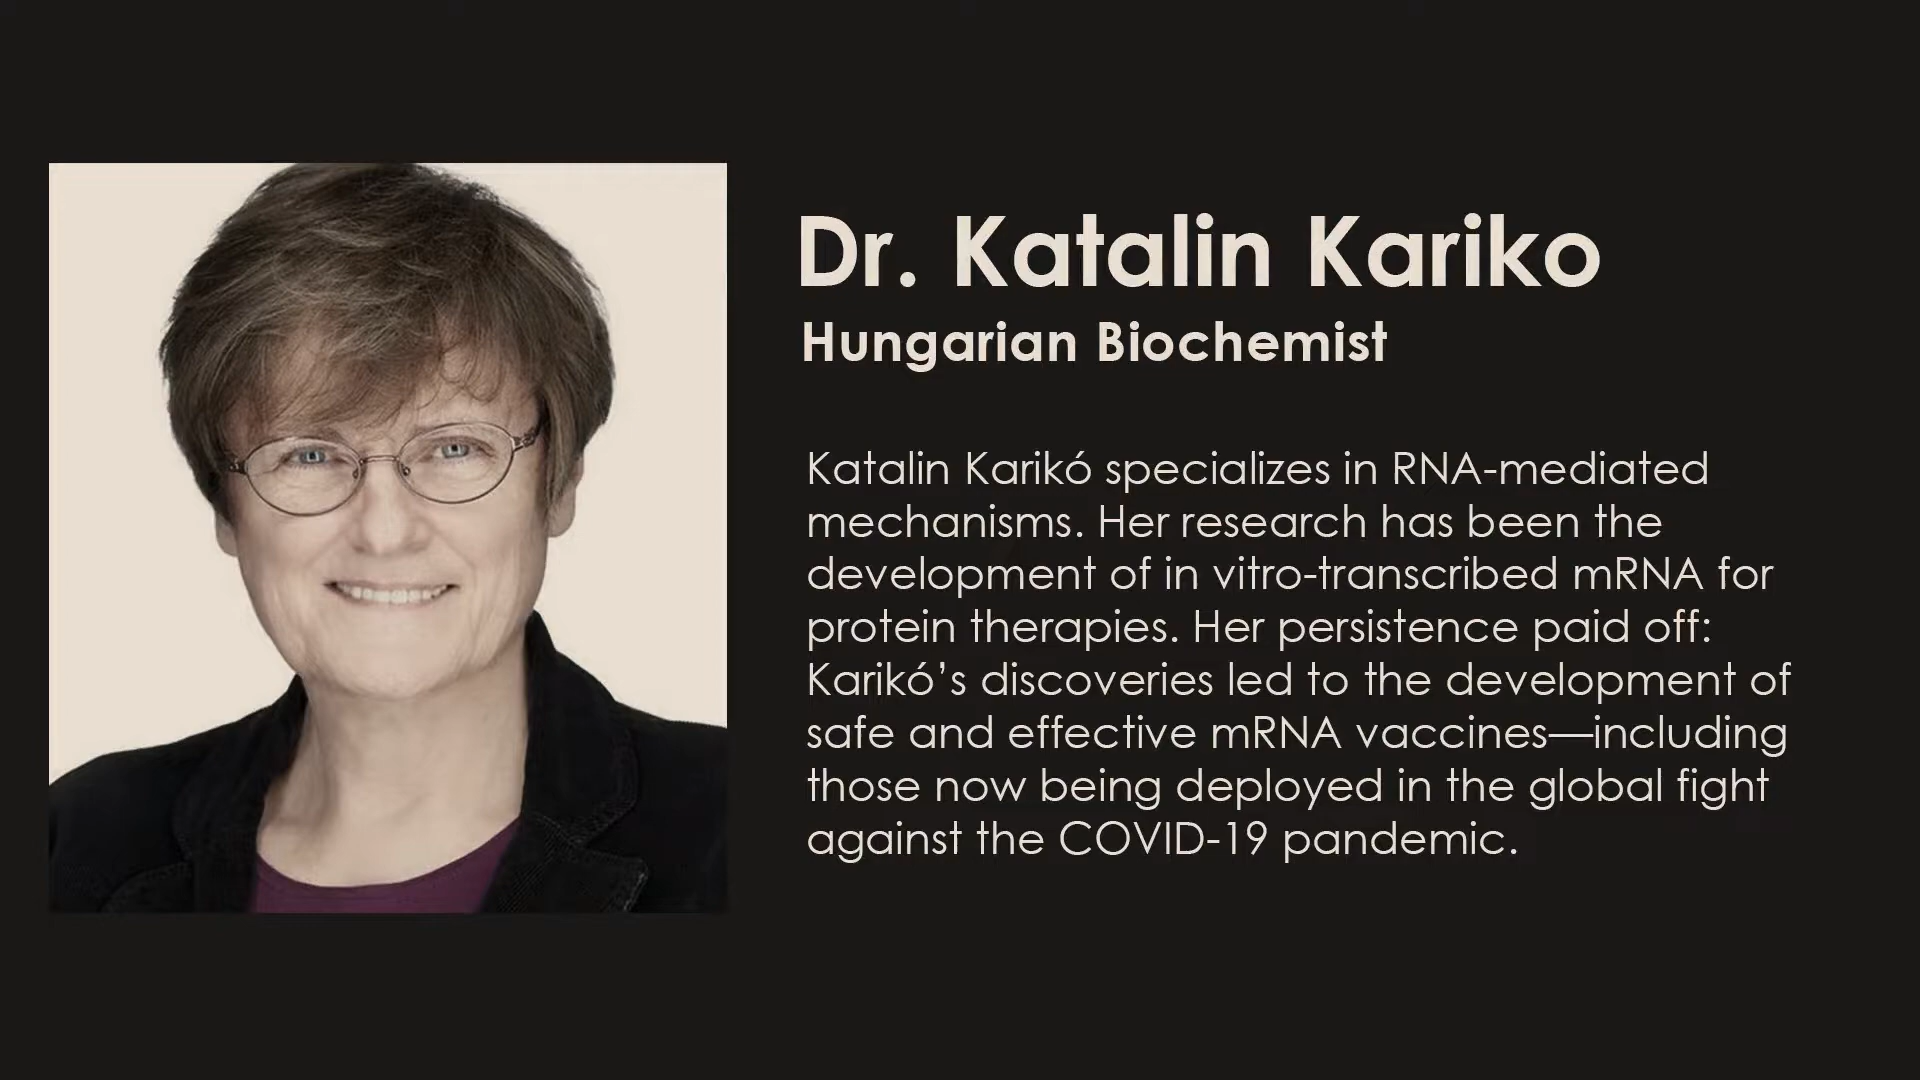 Dr. Katalin Kariko
Hungarian Biochemist
Katalin Karikó specializes in RNA-mediated
mechanisms. Her research has been the
development of in vitro-transcribed mRNA for
protein therapies. Her persistence paid off:
Karikó’s discoveries led to the development of
safe and effective mRNA vaccines—including
those now being deployed in the global fight
against the COVID-19 pandemic.